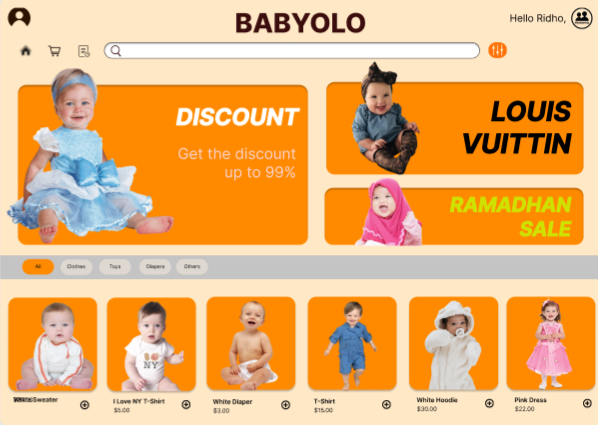 BABYOLO
Hello Ridho,
DISCOUNT
Get the discount
up to 99%
LOUIS
VUITTIN
RAMADHAN
SALE
All
Clothes
Toys
Diapers
Others
Sweater
I Love NY T-Shirt
$5.00
White Diaper
$3.00
T-Shirt
$15.00
White Hoodie
$30.00
Pink Dress
$22.00
NY